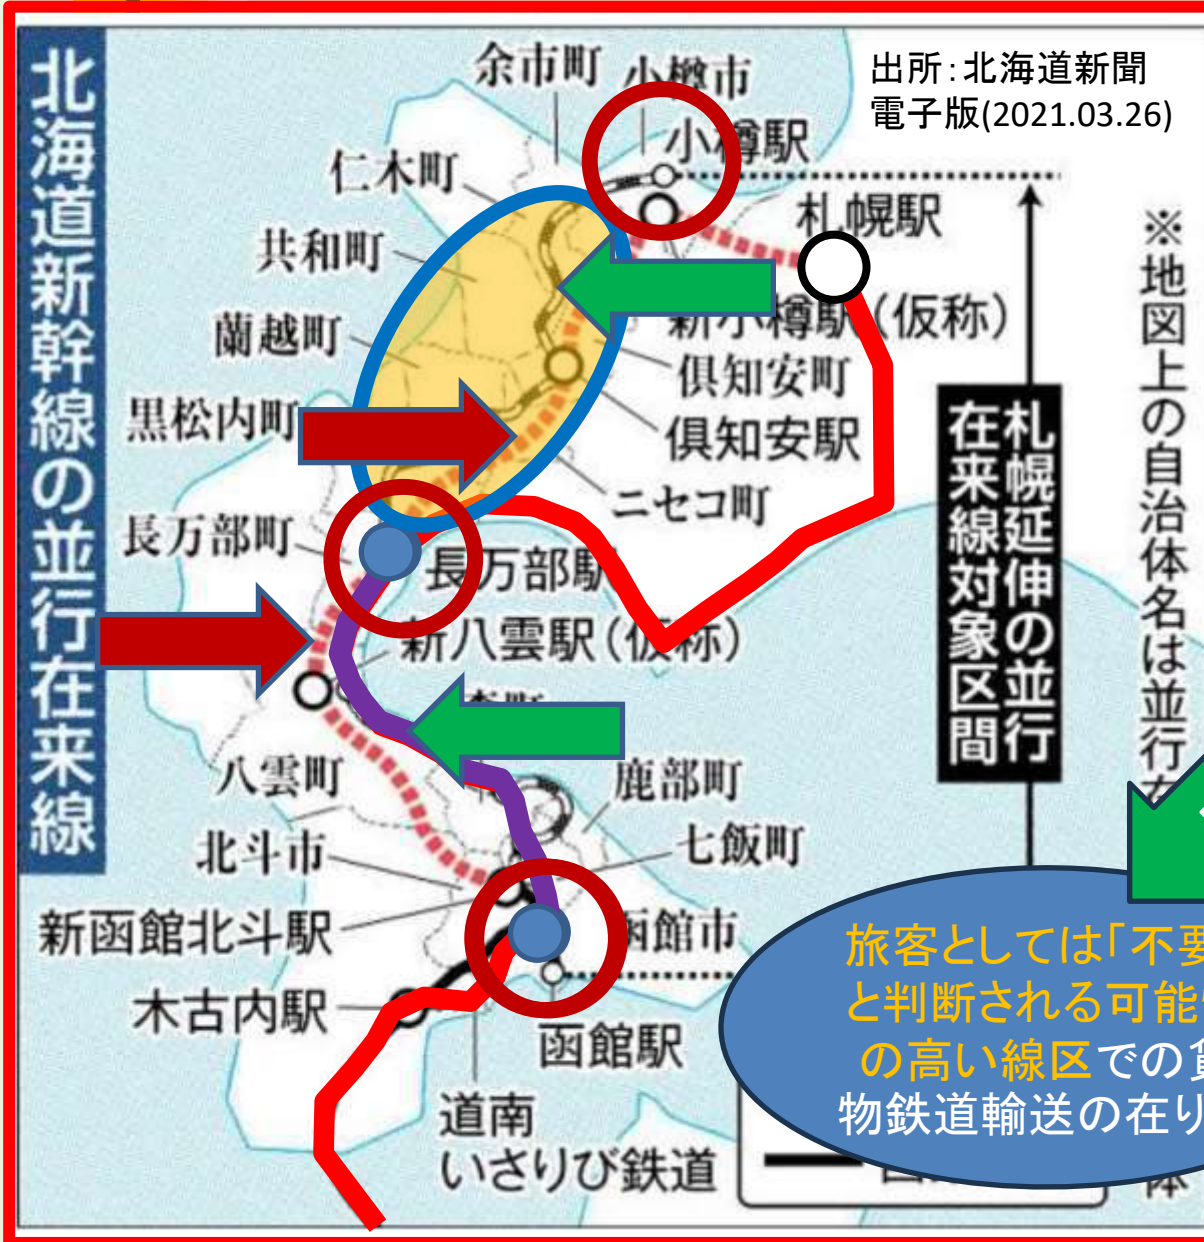 北海道新幹線の並行在来線
出所:北海道新聞
電子版(2021.03.26)
余市町
小樽市
小樽駅
仁木町
札幌駅
共和町
新小樽駅(仮称)
蘭越町
倶知安町
黒松内町
倶知安駅
ニセコ町
長万部町
長万部駅
新八雲駅(仮称)
八雲町
鹿部町
北斗市
七飯町
新函館北斗駅
函館市
木古内駅
函館駅
道南
いさりび鉄道
札幌延伸の並行
在来線対象区間
※地図上の自治体名は並行
旅客としては「不要
と判断される可能
の高い線区での貨
物鉄道輸送の在り
体